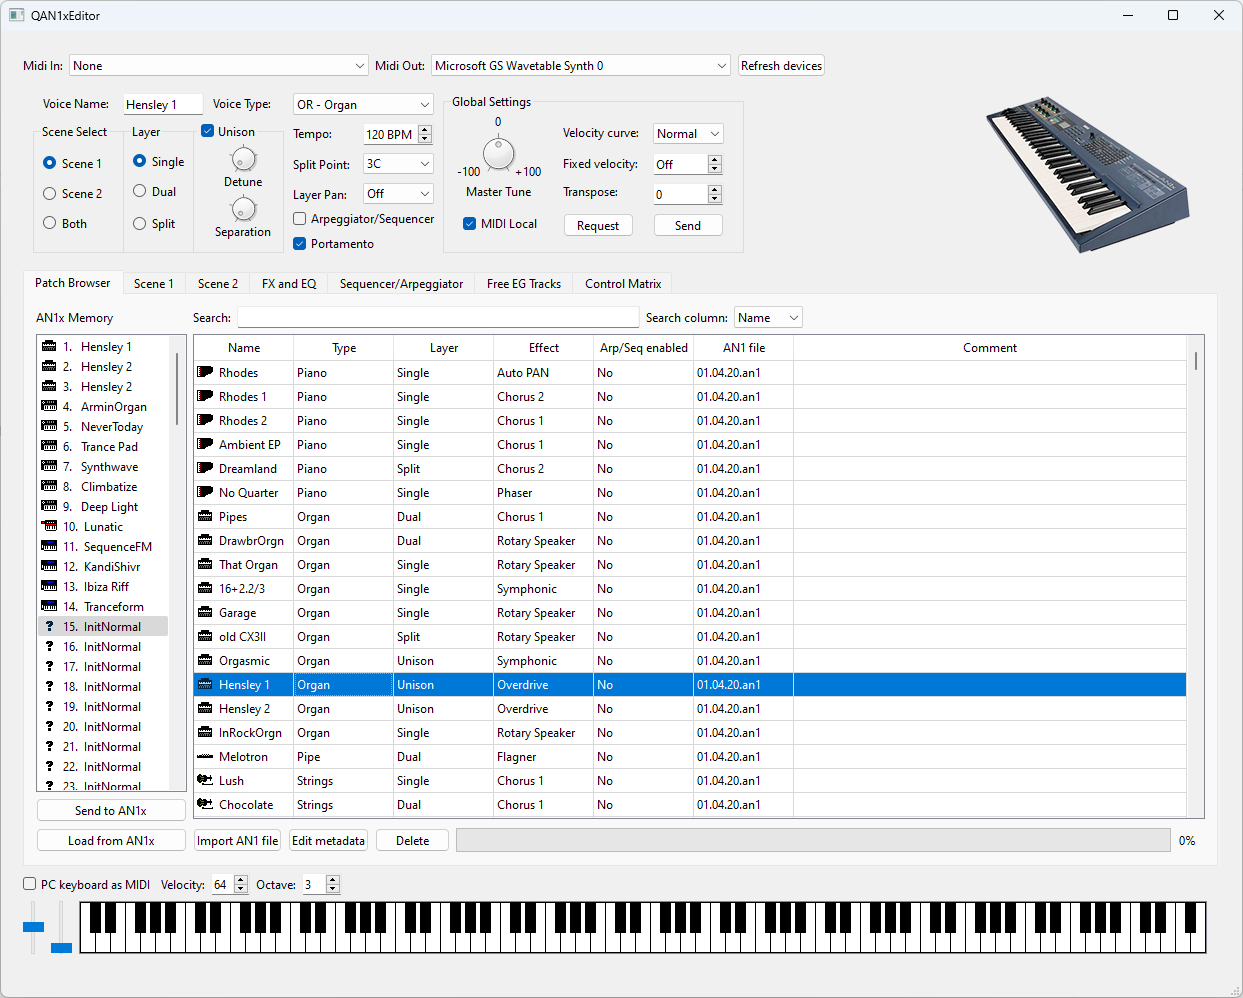 QAN1xEditor
Midi In: None Midi Out: Microsoft GS Wavetable Synth 0 Refresh devices
Voice Name: Hensley 1 Voice Type: OR - Organ
Scene Select
Scene 1
Scene 2
Both
Layer
Single
Dual
Split
Unison
Detune
Separation
Tempo: 120 BPM
Split Point: 3C
Layer Pan: Off
Arpeggiator/Sequencer
Portamento
Global Settings
0
-100 +100
Master Tune
MIDI Local
Velocity curve: Normal
Fixed velocity: Off
Transpose: 0
Request Send
Patch Browser Scene 1 Scene 2 FX and EQ Sequencer/Arpeggiator Free EG Tracks Control Matrix
AN1x Memory
1. Hensley 1
2. Hensley 2
3. Hensley 2
4. ArminOrgan
5. NeverToday
6. Trance Pad
7. Synthwave
8. Climbatize
9. Deep Light
10. Lunatic
11. SequenceFM
12. KandiShivr
13. Ibiza Riff
14. Tranceform
15. InitNormal
16. InitNormal
17. InitNormal
18. InitNormal
19. InitNormal
20. InitNormal
21. InitNormal
22. InitNormal
23. InitNormal
Send to AN1x
Load from AN1x
Search: Search column: Name
Name Type Layer Effect Arp/Seq enabled AN1 file Comment
Rhodes Piano Single Auto PAN No 01.04.20.an1
Rhodes 1 Piano Single Chorus 2 No 01.04.20.an1
Rhodes 2 Piano Single Chorus 1 No 01.04.20.an1
Ambient EP Piano Single Chorus 1 No 01.04.20.an1
Dreamland Piano Split Chorus 2 No 01.04.20.an1
No Quarter Piano Single Phaser No 01.04.20.an1
Pipes Organ Dual Chorus 1 No 01.04.20.an1
DrawbrOrgn Organ Dual Rotary Speaker No 01.04.20.an1
That Organ Organ Single Rotary Speaker No 01.04.20.an1
16+2.2/3 Organ Single Symphonic No 01.04.20.an1
Garage Organ Single Rotary Speaker No 01.04.20.an1
old CX3II Organ Split Rotary Speaker No 01.04.20.an1
Orgasmic Organ Unison Symphonic No 01.04.20.an1
Hensley 1 Organ Unison Overdrive No 01.04.20.an1
Hensley 2 Organ Unison Overdrive No 01.04.20.an1
InRockOrgn Organ Single Rotary Speaker No 01.04.20.an1
Melotron Pipe Dual Flagner No 01.04.20.an1
Lush Strings Single Chorus 1 No 01.04.20.an1
Chocolate Strings Dual Chorus 1 No 01.04.20.an1
Import AN1 file Edit metadata Delete 0%
PC keyboard as MIDI Velocity: 64 Octave: 3